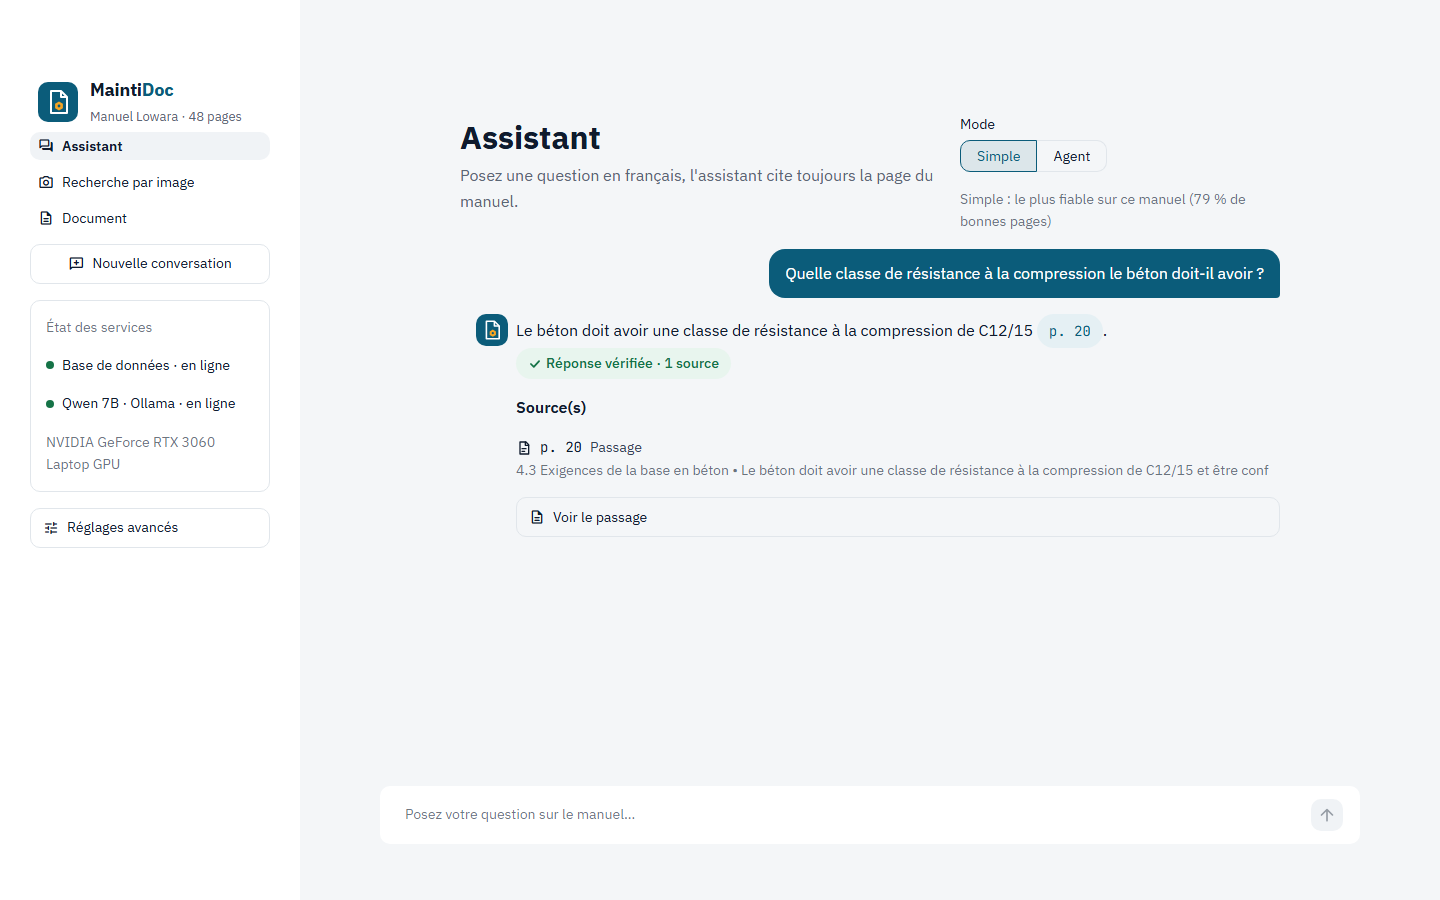 MaintiDoc
Manuel Lowara · 48 pages
Assistant
Recherche par image
Document
Nouvelle conversation
État des services
Base de données · en ligne
Qwen 7B · Ollama · en ligne
NVIDIA GeForce RTX 3060
Laptop GPU
Réglages avancés
Assistant
Posez une question en français, l'assistant cite toujours la page du
manuel.
Mode
Simple Agent
Simple : le plus fiable sur ce manuel (79 % de
bonnes pages)
Quelle classe de résistance à la compression le béton doit-il avoir ?
Le béton doit avoir une classe de résistance à la compression de C12/15 p. 20 .
Réponse vérifiée · 1 source
Source(s)
p. 20 Passage
4.3 Exigences de la base en béton • Le béton doit avoir une classe de résistance à la compression de C12/15 et être conf
Voir le passage
Posez votre question sur le manuel...